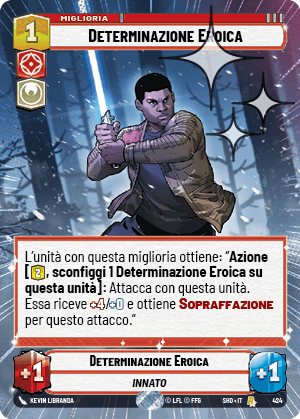 1
MIGLIORIA
DETERMINAZIONE EROICA
L'unità con questa miglioria ottiene: "Azione
[2, sconfiggi 1 Determinazione Eroica su
questa unità]: Attacca con questa unità.
Essa riceve +4/+0 e ottiene SOPRAFFAZIONE
per questo attacco."
+1
DETERMINAZIONE EROICA
INNATO
+1
KEVIN LIBRANDA
© LFL © FFG
SHD • IT
424